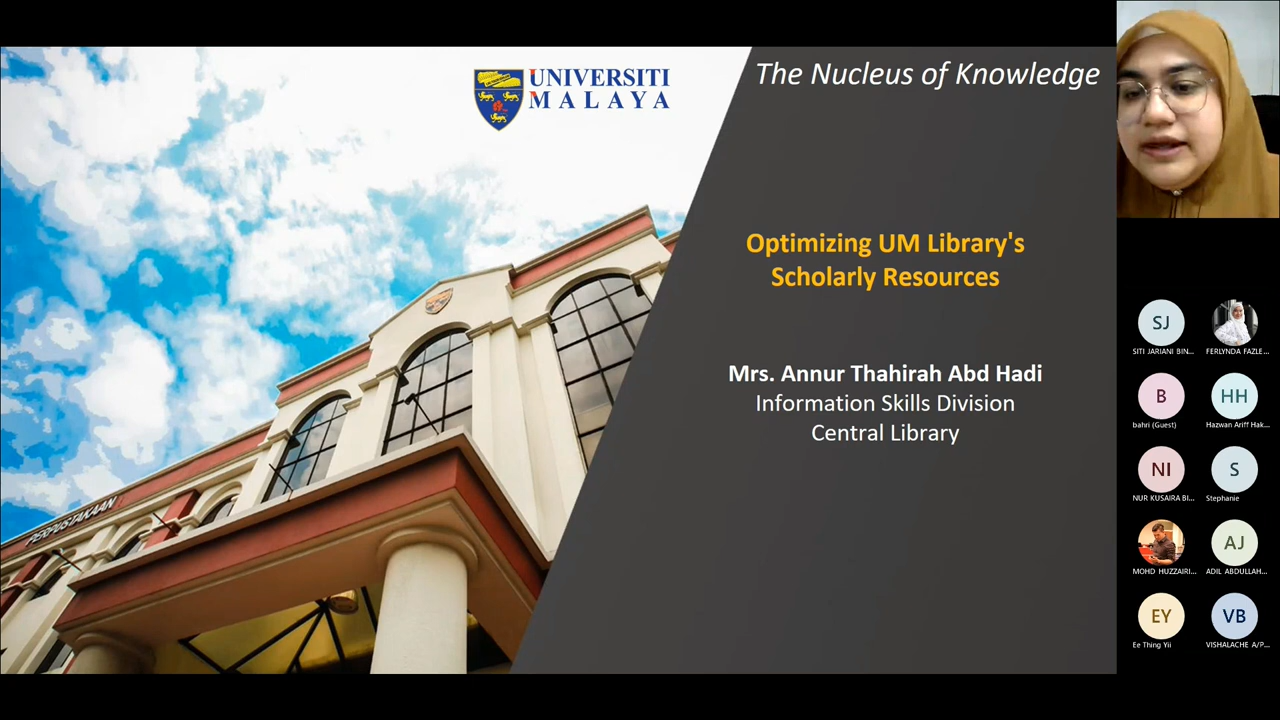 UNIVERSITI
MALAYA
The Nucleus of Knowledge
Optimizing UM Library's
Scholarly Resources
Mrs. Annur Thahirah Abd Hadi
Information Skills Division
Central Library
PERPUSTAKAAN
SJ
SITI JARIANI BIN...
FERLYNDA FAZLE...
B
HH
bahri (Guest)
Hazwan Ariff Hak...
NI
S
NUR KUSAIRA BI...
Stephanie
AJ
MOHD HUZZAIRI...
ADIL ABDULLAH...
EY
VB
Ee Thing Yii
VISHALACHE A/P...